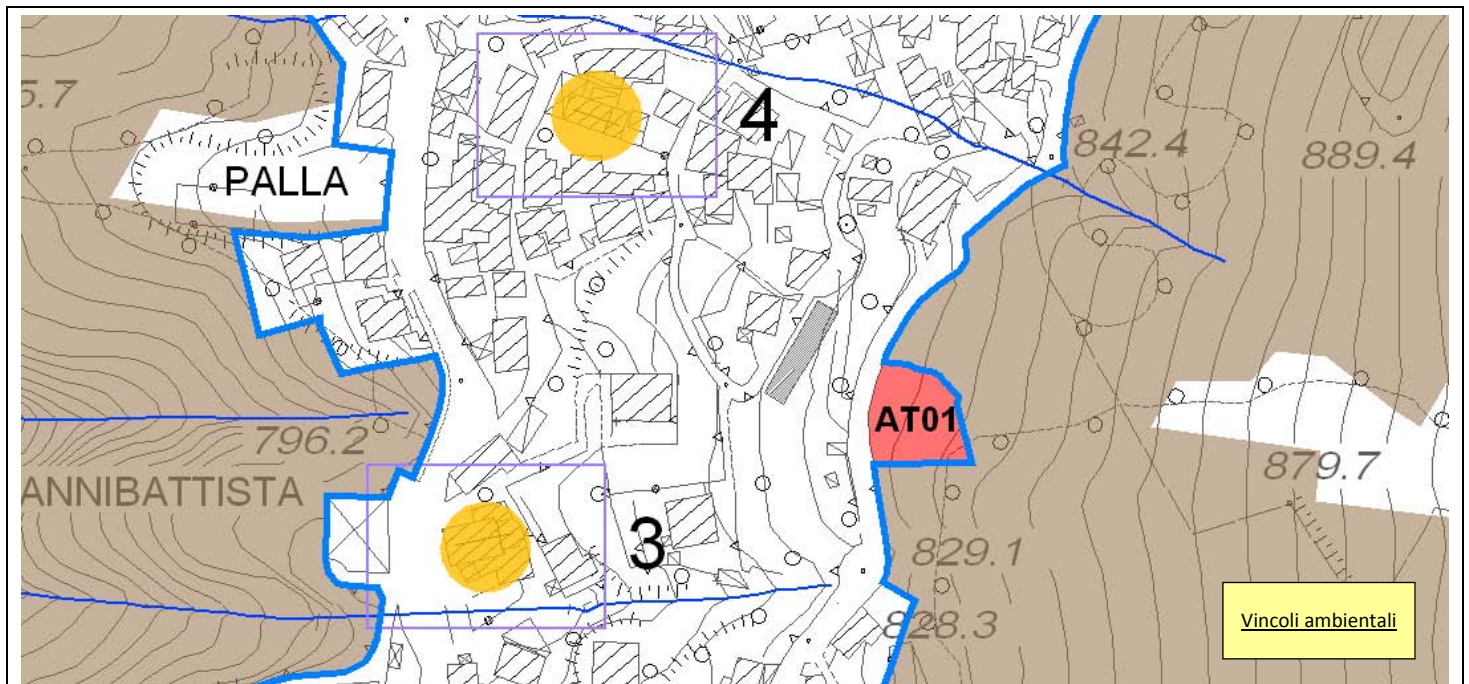 5.7
4
842.4
889.4
PALLA
AT01
796.2
879.7
ANNIBATTISTA
3
829.1
828.3
Vincoli ambientali